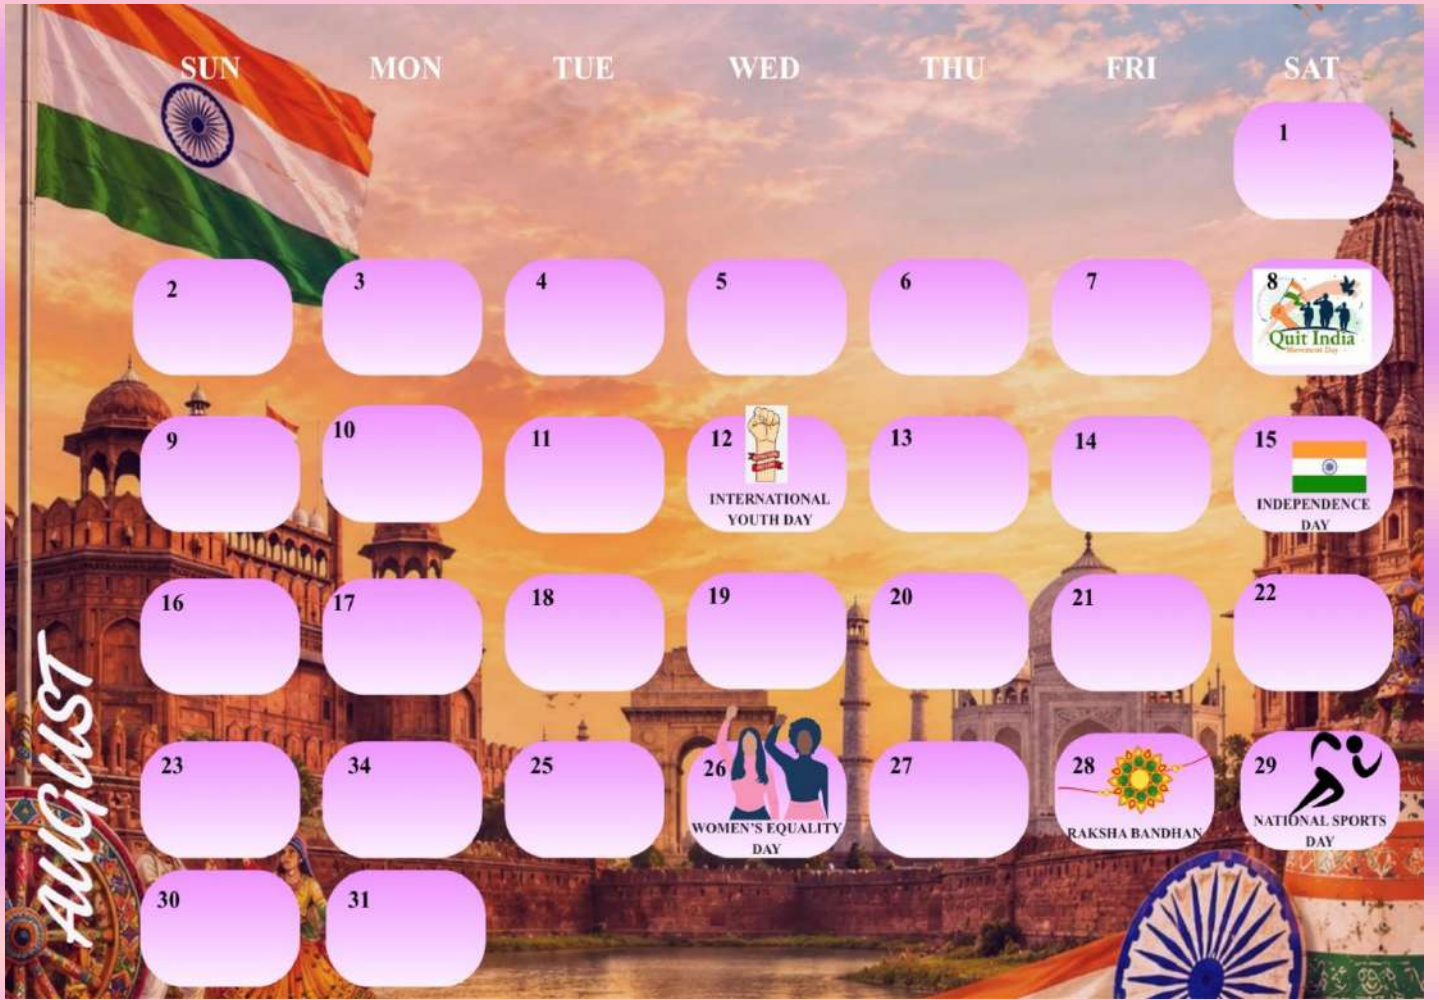 SUN MON TUE WED THU FRI SAT
1
2 3 4 5 6 7 8
Quit India
Movement Day
9 10 11 12 13 14 15
INTERNATIONAL
YOUTH DAY
INDEPENDENCE
DAY
16 17 18 19 20 21 22
23 34 25 26 27 28 29
WOMEN'S EQUALITY
DAY
RAKSHA BANDHAN
NATIONAL SPORTS
DAY
30 31
AUGUST